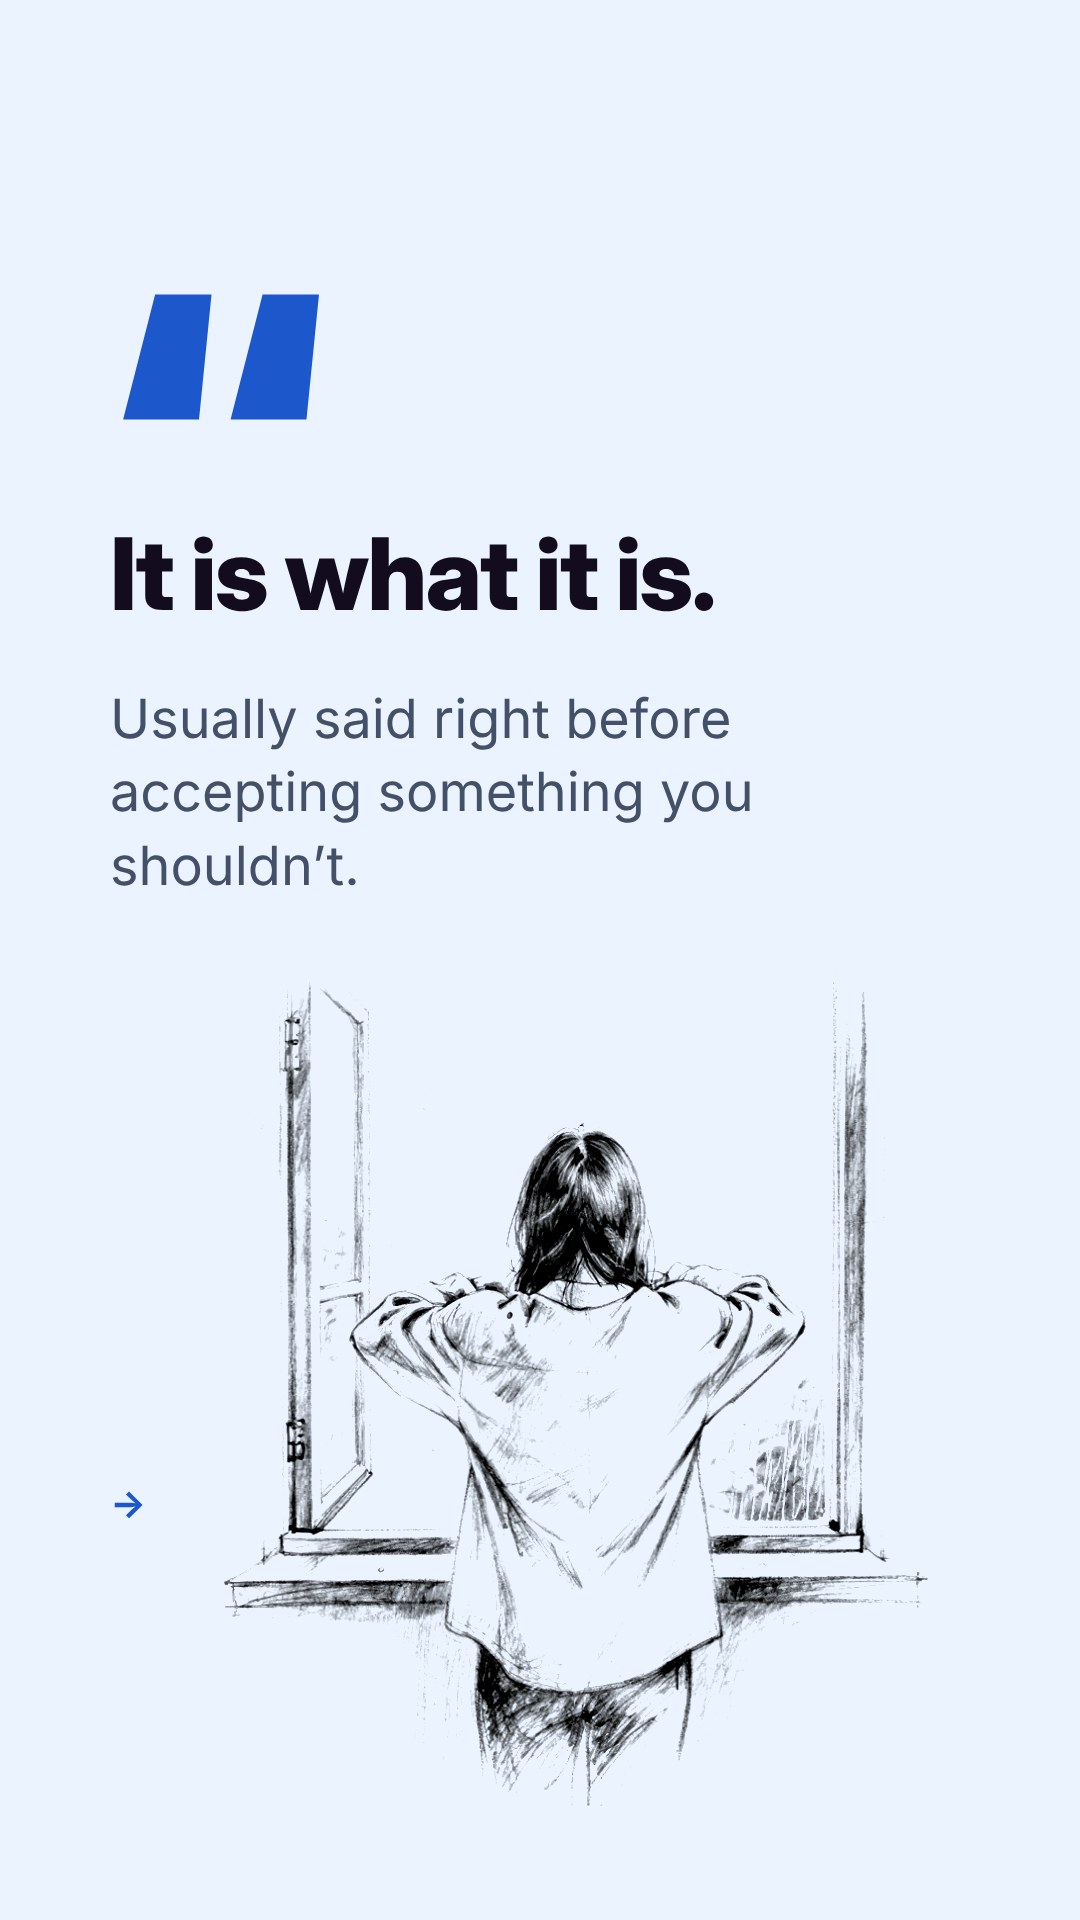 "
It is what it is.
Usually said right before
accepting something you
shouldn’t.
→